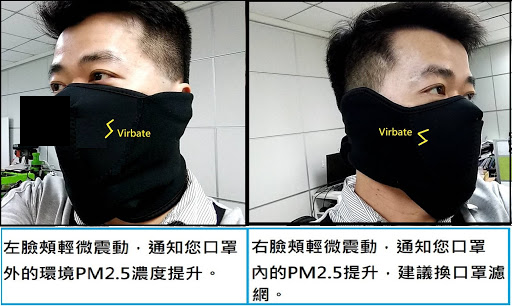 Virbate
Virbate
左臉頰輕微震動，通知您口罩
外的環境PM2.5濃度提升。
右臉頰輕微震動，通知您口罩
內的PM2.5提升，建議換口罩濾
網。